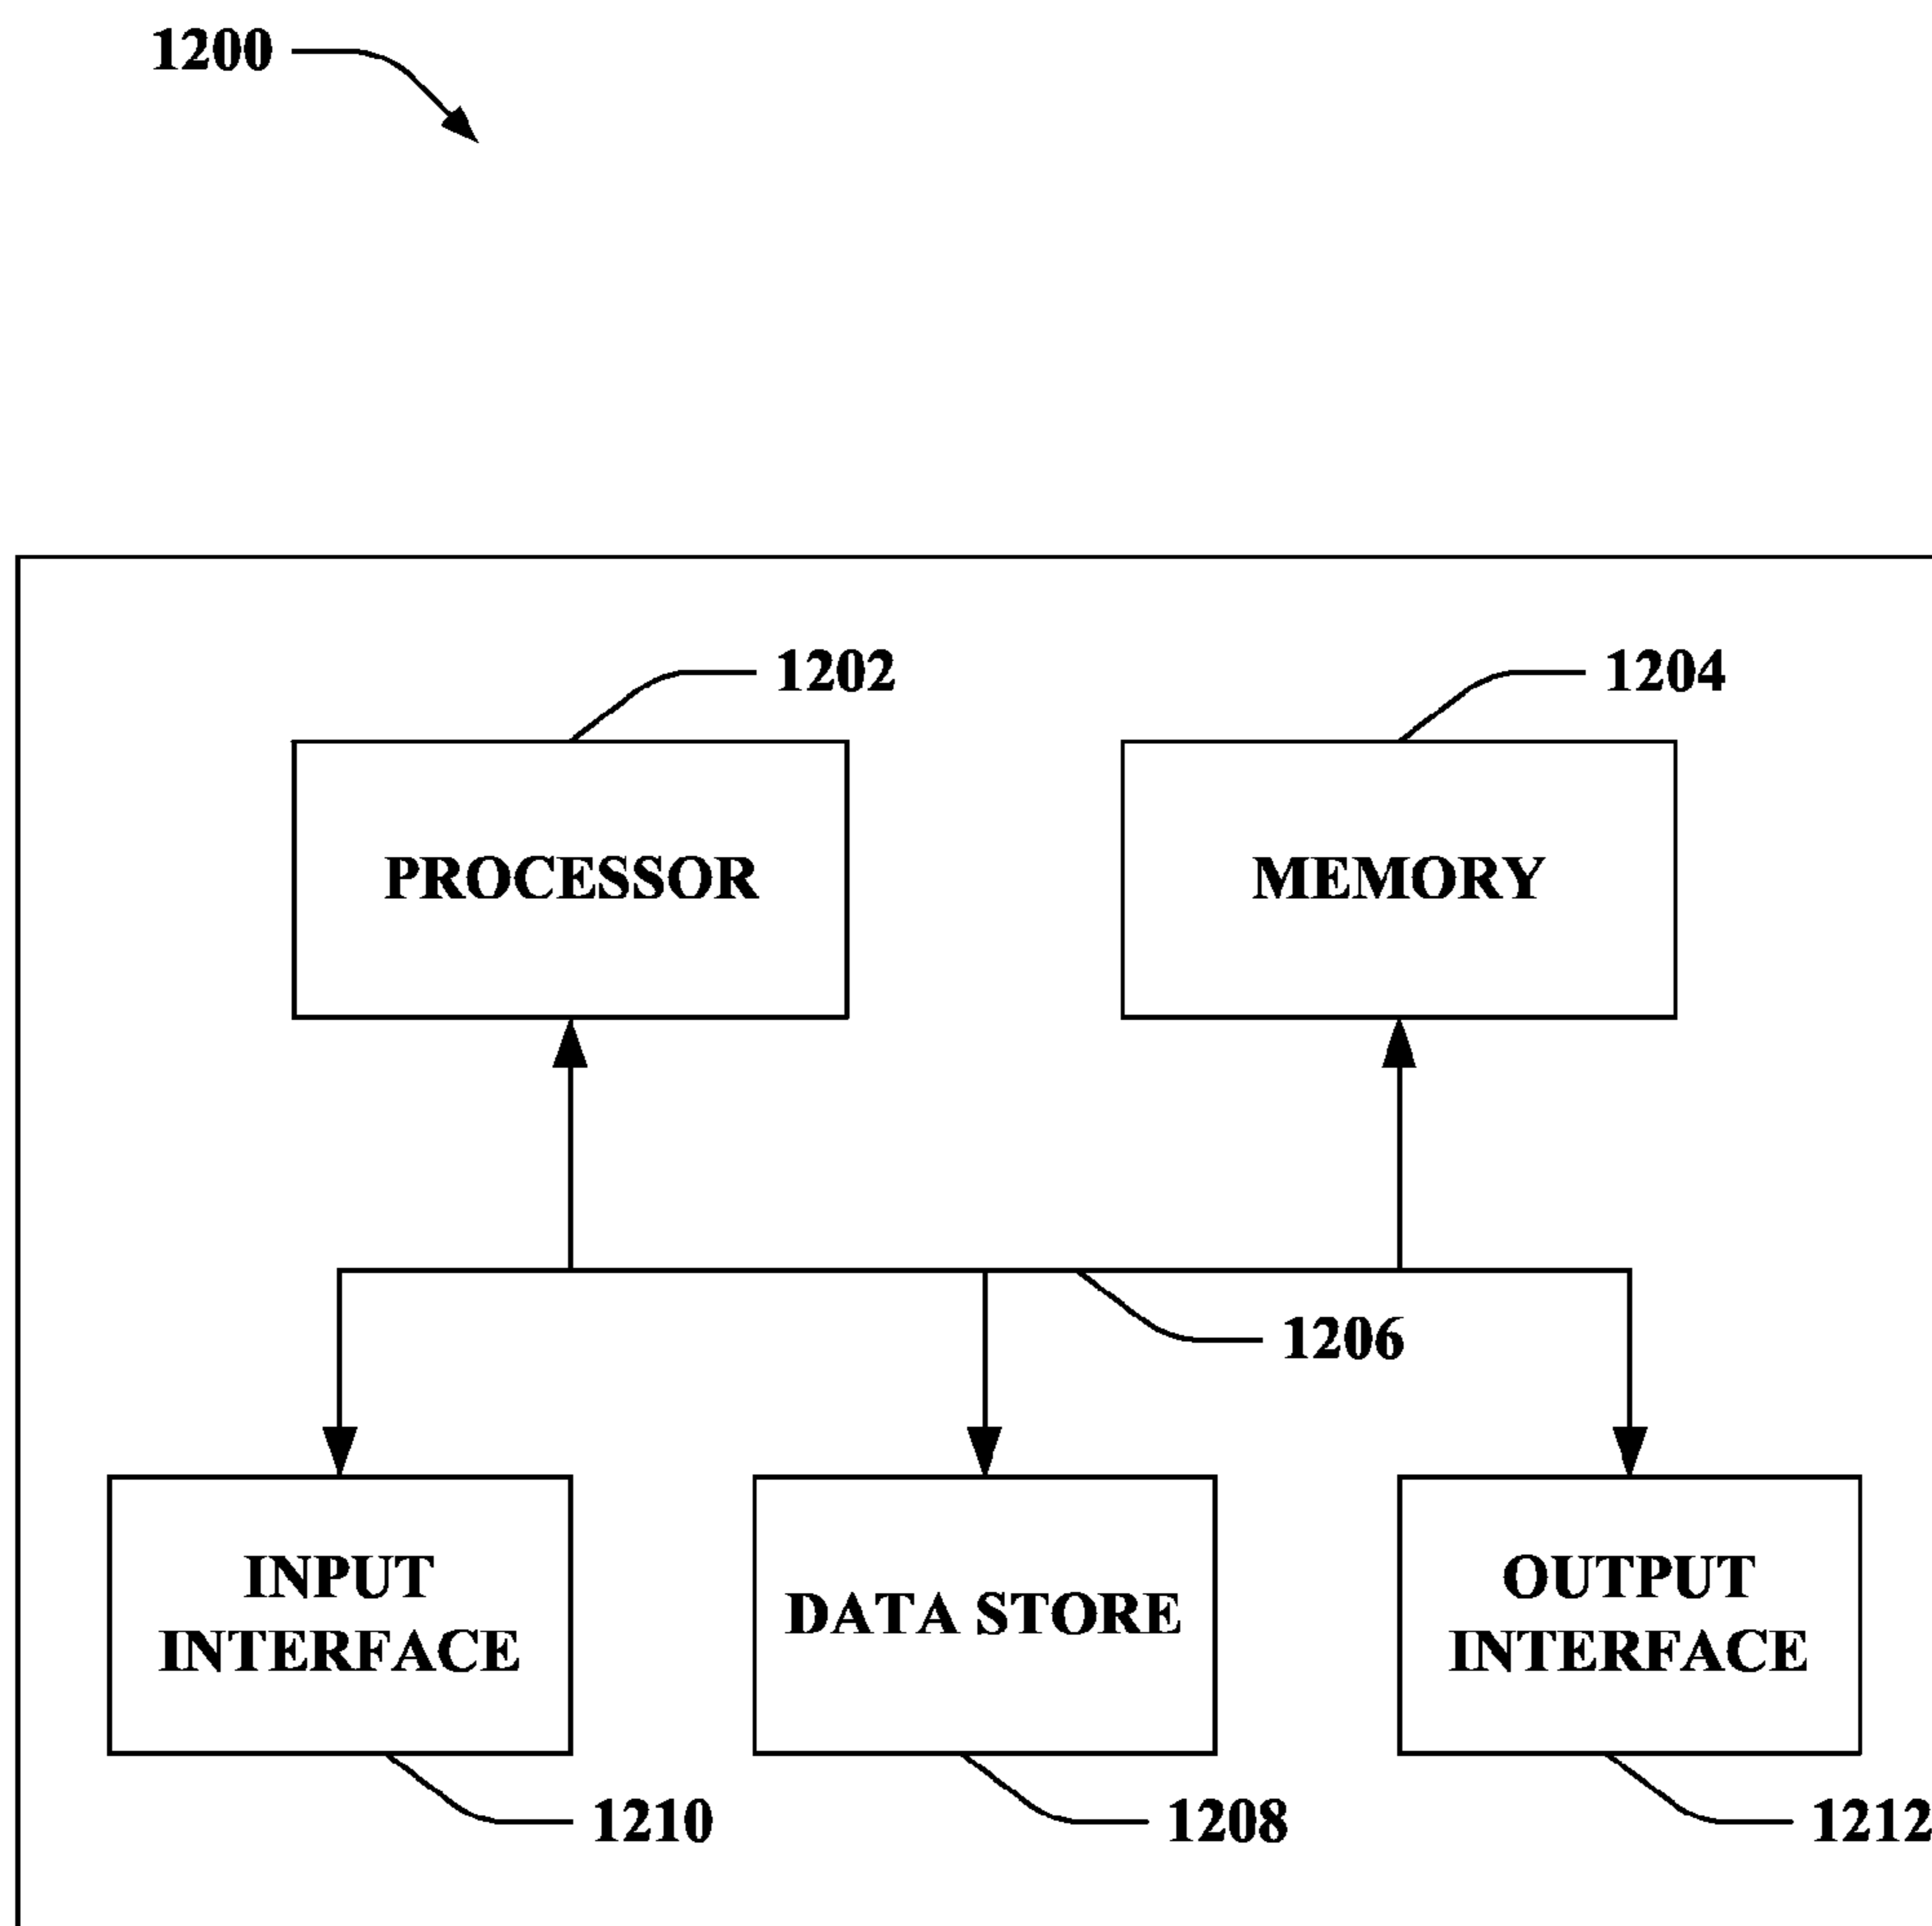 1200
1202
1204
PROCESSOR
MEMORY
1206
INPUT
INTERFACE
DATA STORE
OUTPUT
INTERFACE
1210
1208
1212